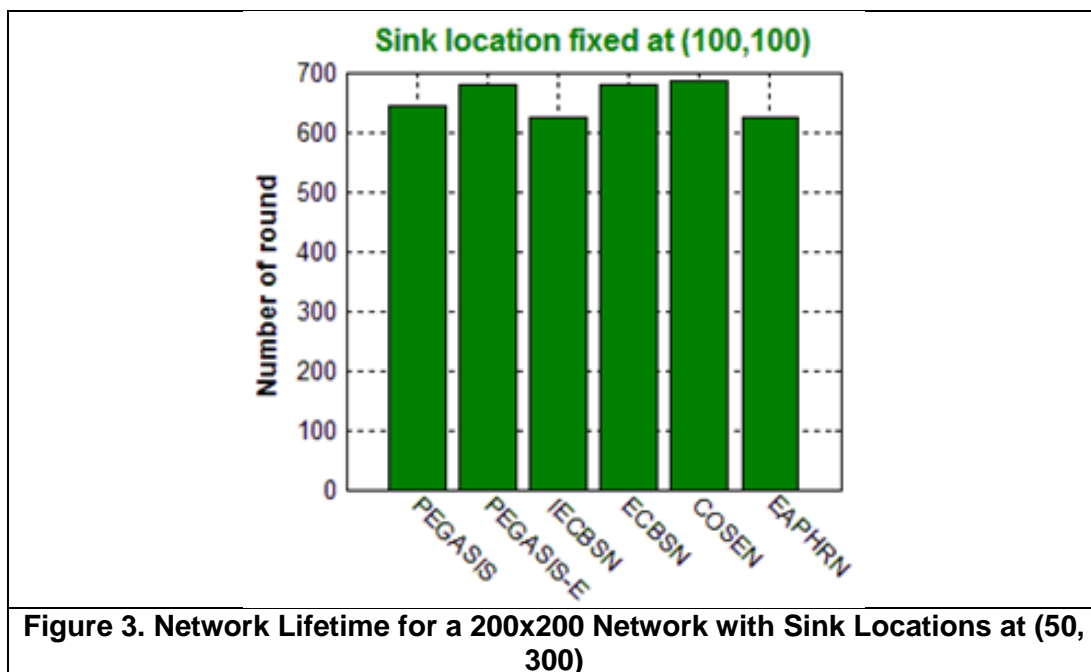 Sink location fixed at (100,100)
700
600
500
400
300
200
100
0
Number of round
PEGASIS
PEGASIS-E
IECBSN
ECBSN
COSEN
EAPHRN
Figure 3. Network Lifetime for a 200x200 Network with Sink Locations at (50,
300)